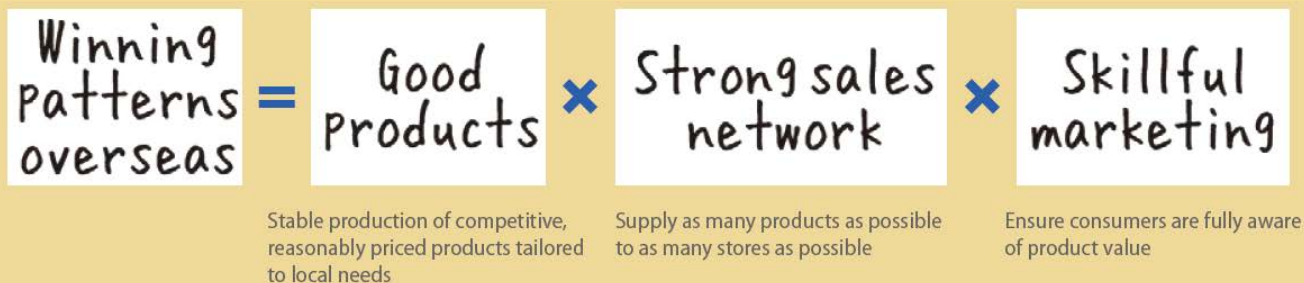 Winning
patterns
overseas
=
Good
products
×
Strong sales
network
×
Skillful
marketing
Stable production of competitive,
reasonably priced products tailored
to local needs
Supply as many products as possible
to as many stores as possible
Ensure consumers are fully aware
of product value